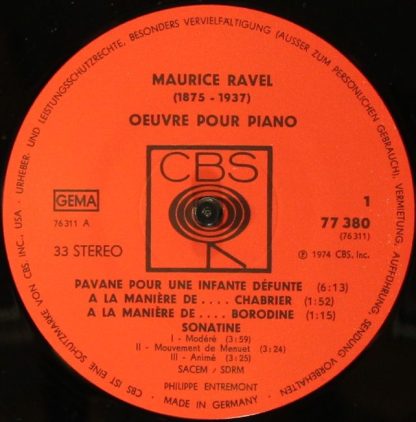 URHEBER- UND LEISTUNGSSCHUTZRECHTE, BESONDERS VERVIELFÄLTIGUNG (AUSSER ZUM PERSÖNLICHEN GEBRAUCH), VERMIETUNG, AUFFÜHRUNG, SENDUNG VORBEHALTEN
MAURICE RAVEL
(1875 - 1937)
OEUVRE POUR PIANO
CBS
GEMA
76311 A
33 STEREO
1
77 380
(76311)
℗ 1974 CBS, Inc.
PAVANE POUR UNE INFANTE DÉFUNTE (6:13)
A LA MANIÈRE DE .... CHABRIER (1:52)
A LA MANIÈRE DE .... BORODINE (1:15)
SONATINE
I - Modéré (3:59)
II - Mouvement de Menuet (3:24)
III - Animé (3:25)
SACEM / SDRM
PHILIPPE ENTREMONT
CBS IST EINE SCHUTZMARKE VON CBS, INC., USA •
• MADE IN GERMANY •